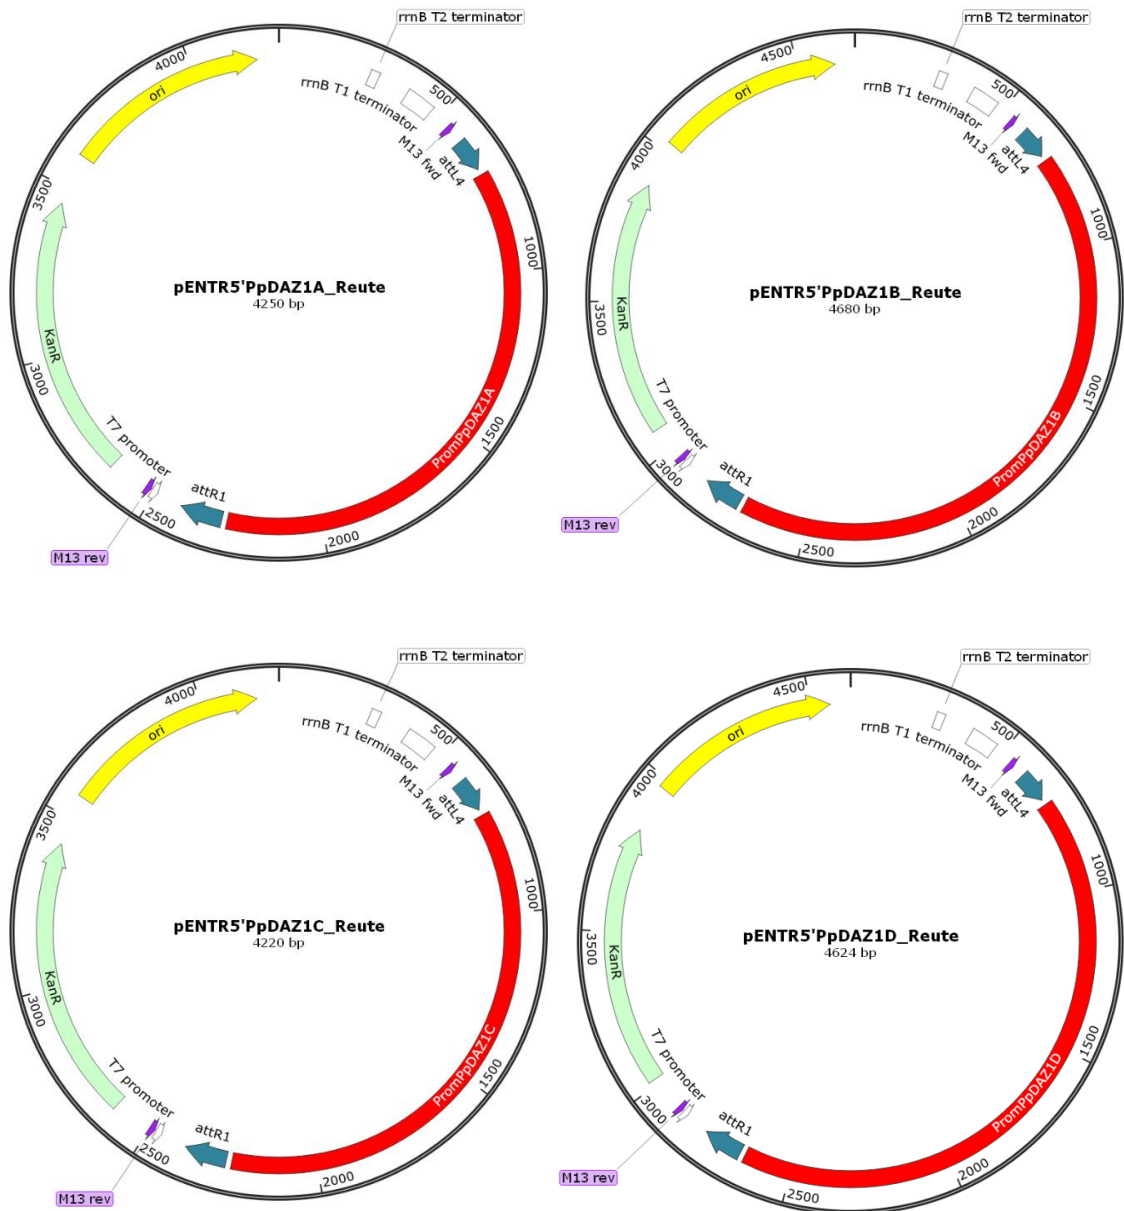 rrnB T2 terminator
4000
ori
rrnB T1 terminator
500
M13 fwd
attL4
3500
1000
pENTR5'PpDAZ1A_Reute
4250 bp
KanR
3000
PromPpDAZ1A
1500
T7 promoter
attR1
2500
2000
M13 rev
rrnB T2 terminator
4500
ori
rrnB T1 terminator
500
M13 fwd
attL4
4000
1000
pENTR5'PpDAZ1B_Reute
4680 bp
KanR
3500
PromPpDAZ1B
1500
T7 promoter
3000
attR1
2000
2500
M13 rev
rrnB T2 terminator
4000
ori
rrnB T1 terminator
500
M13 fwd
attL4
3500
1000
pENTR5'PpDAZ1C_Reute
4220 bp
KanR
3000
PromPpDAZ1C
1500
T7 promoter
attR1
2500
2000
M13 rev
rrnB T2 terminator
4500
ori
rrnB T1 terminator
500
M13 fwd
attL4
4000
1000
pENTR5'PpDAZ1D_Reute
4624 bp
KanR
3500
PromPpDAZ1D
1500
T7 promoter
3000
attR1
2000
2500
M13 rev